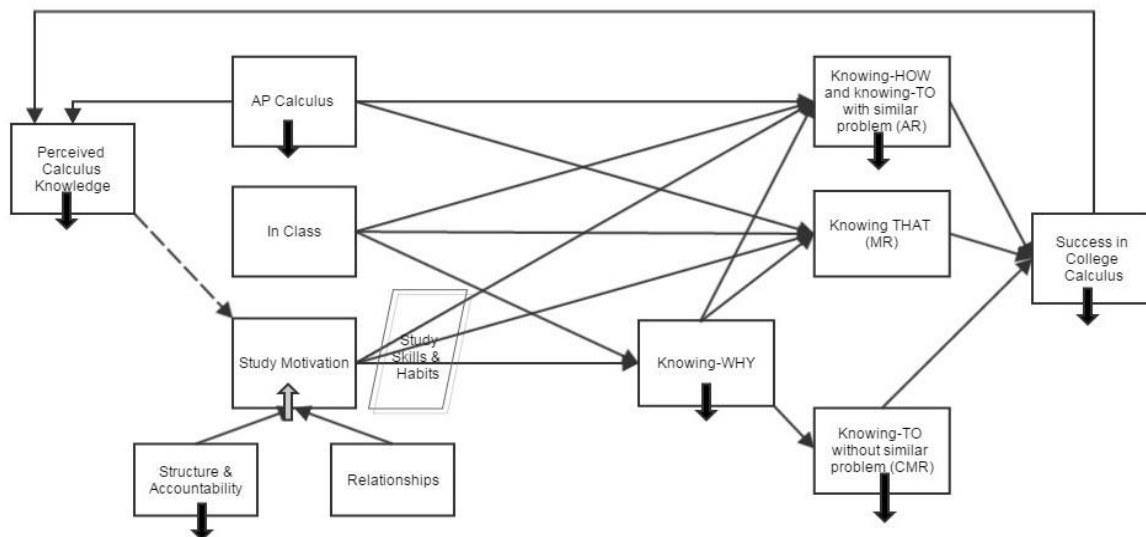 AP Calculus
Knowing-HOW
and knowing-TO
with similar
problem (AR)
Perceived
Calculus
Knowledge
In Class
Knowing THAT
(MR)
Success in
College
Calculus
Study Motivation
Study
Skills &
Habits
Knowing-WHY
Structure &
Accountability
Relationships
Knowing-TO
without similar
problem (CMR)